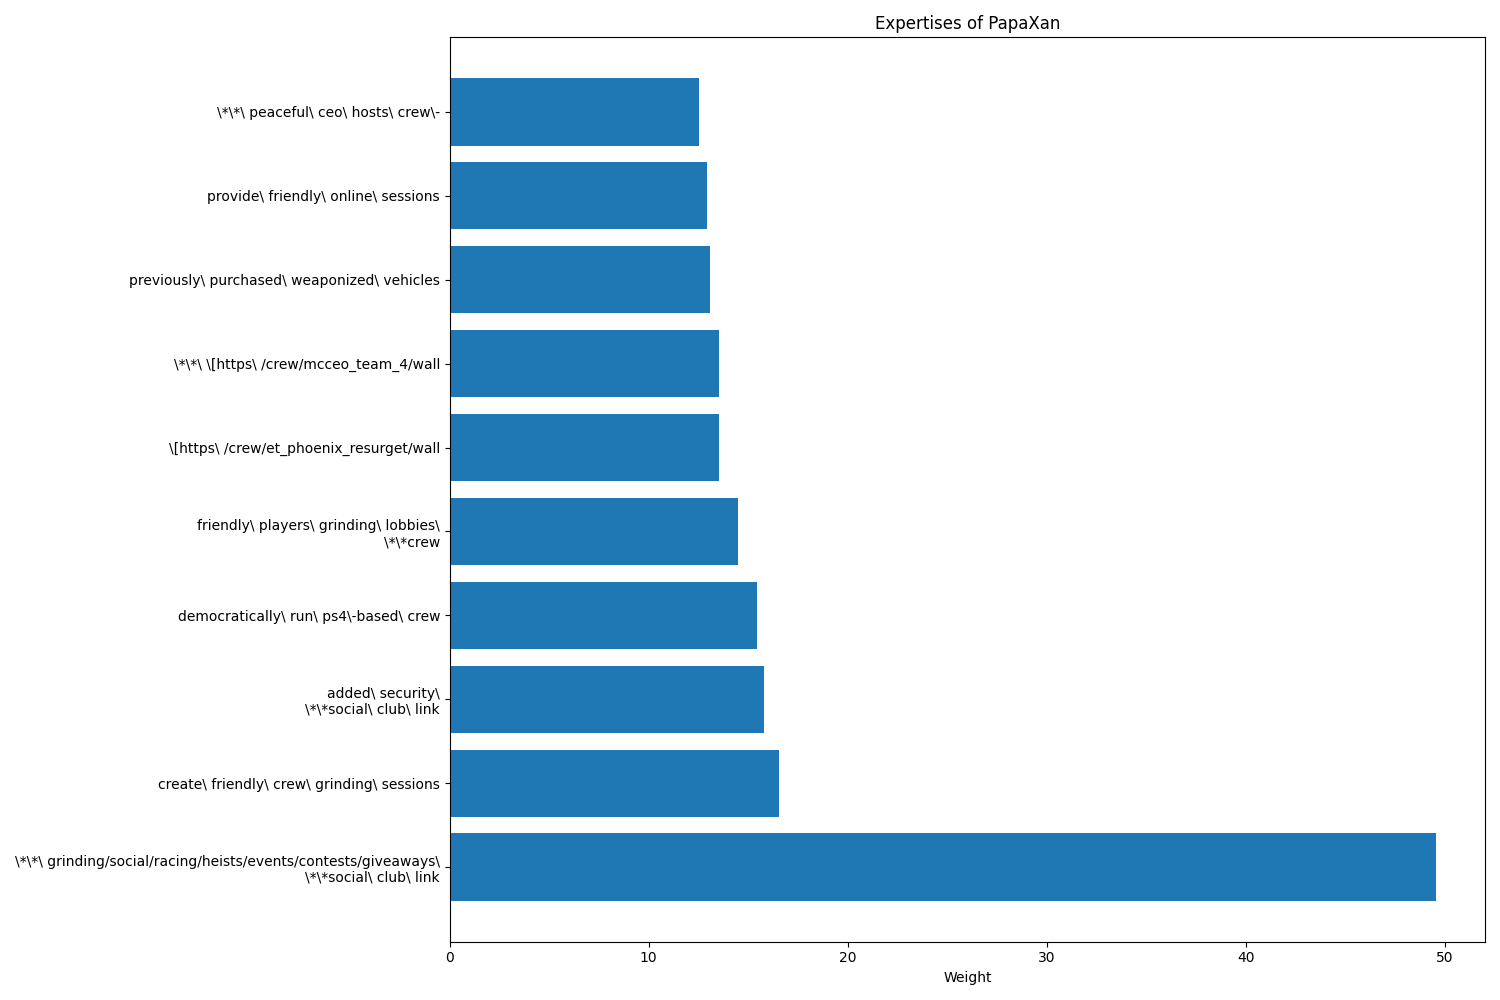 Expertises of PapaXan
\*\*\ peaceful\ ceo\ hosts\ crew\-
provide\ friendly\ online\ sessions
previously\ purchased\ weaponized\ vehicles
\*\*\ \[https\ /crew/mcceo_team_4/wall
\[https\ /crew/et_phoenix_resurget/wall
friendly\ players\ grinding\ lobbies\
\*\*crew
democratically\ run\ ps4\-based\ crew
added\ security\
\*\*social\ club\ link
create\ friendly\ crew\ grinding\ sessions
\*\*\ grinding/social/racing/heists/events/contests/giveaways\
\*\*social\ club\ link
0 10 20 30 40 50
Weight